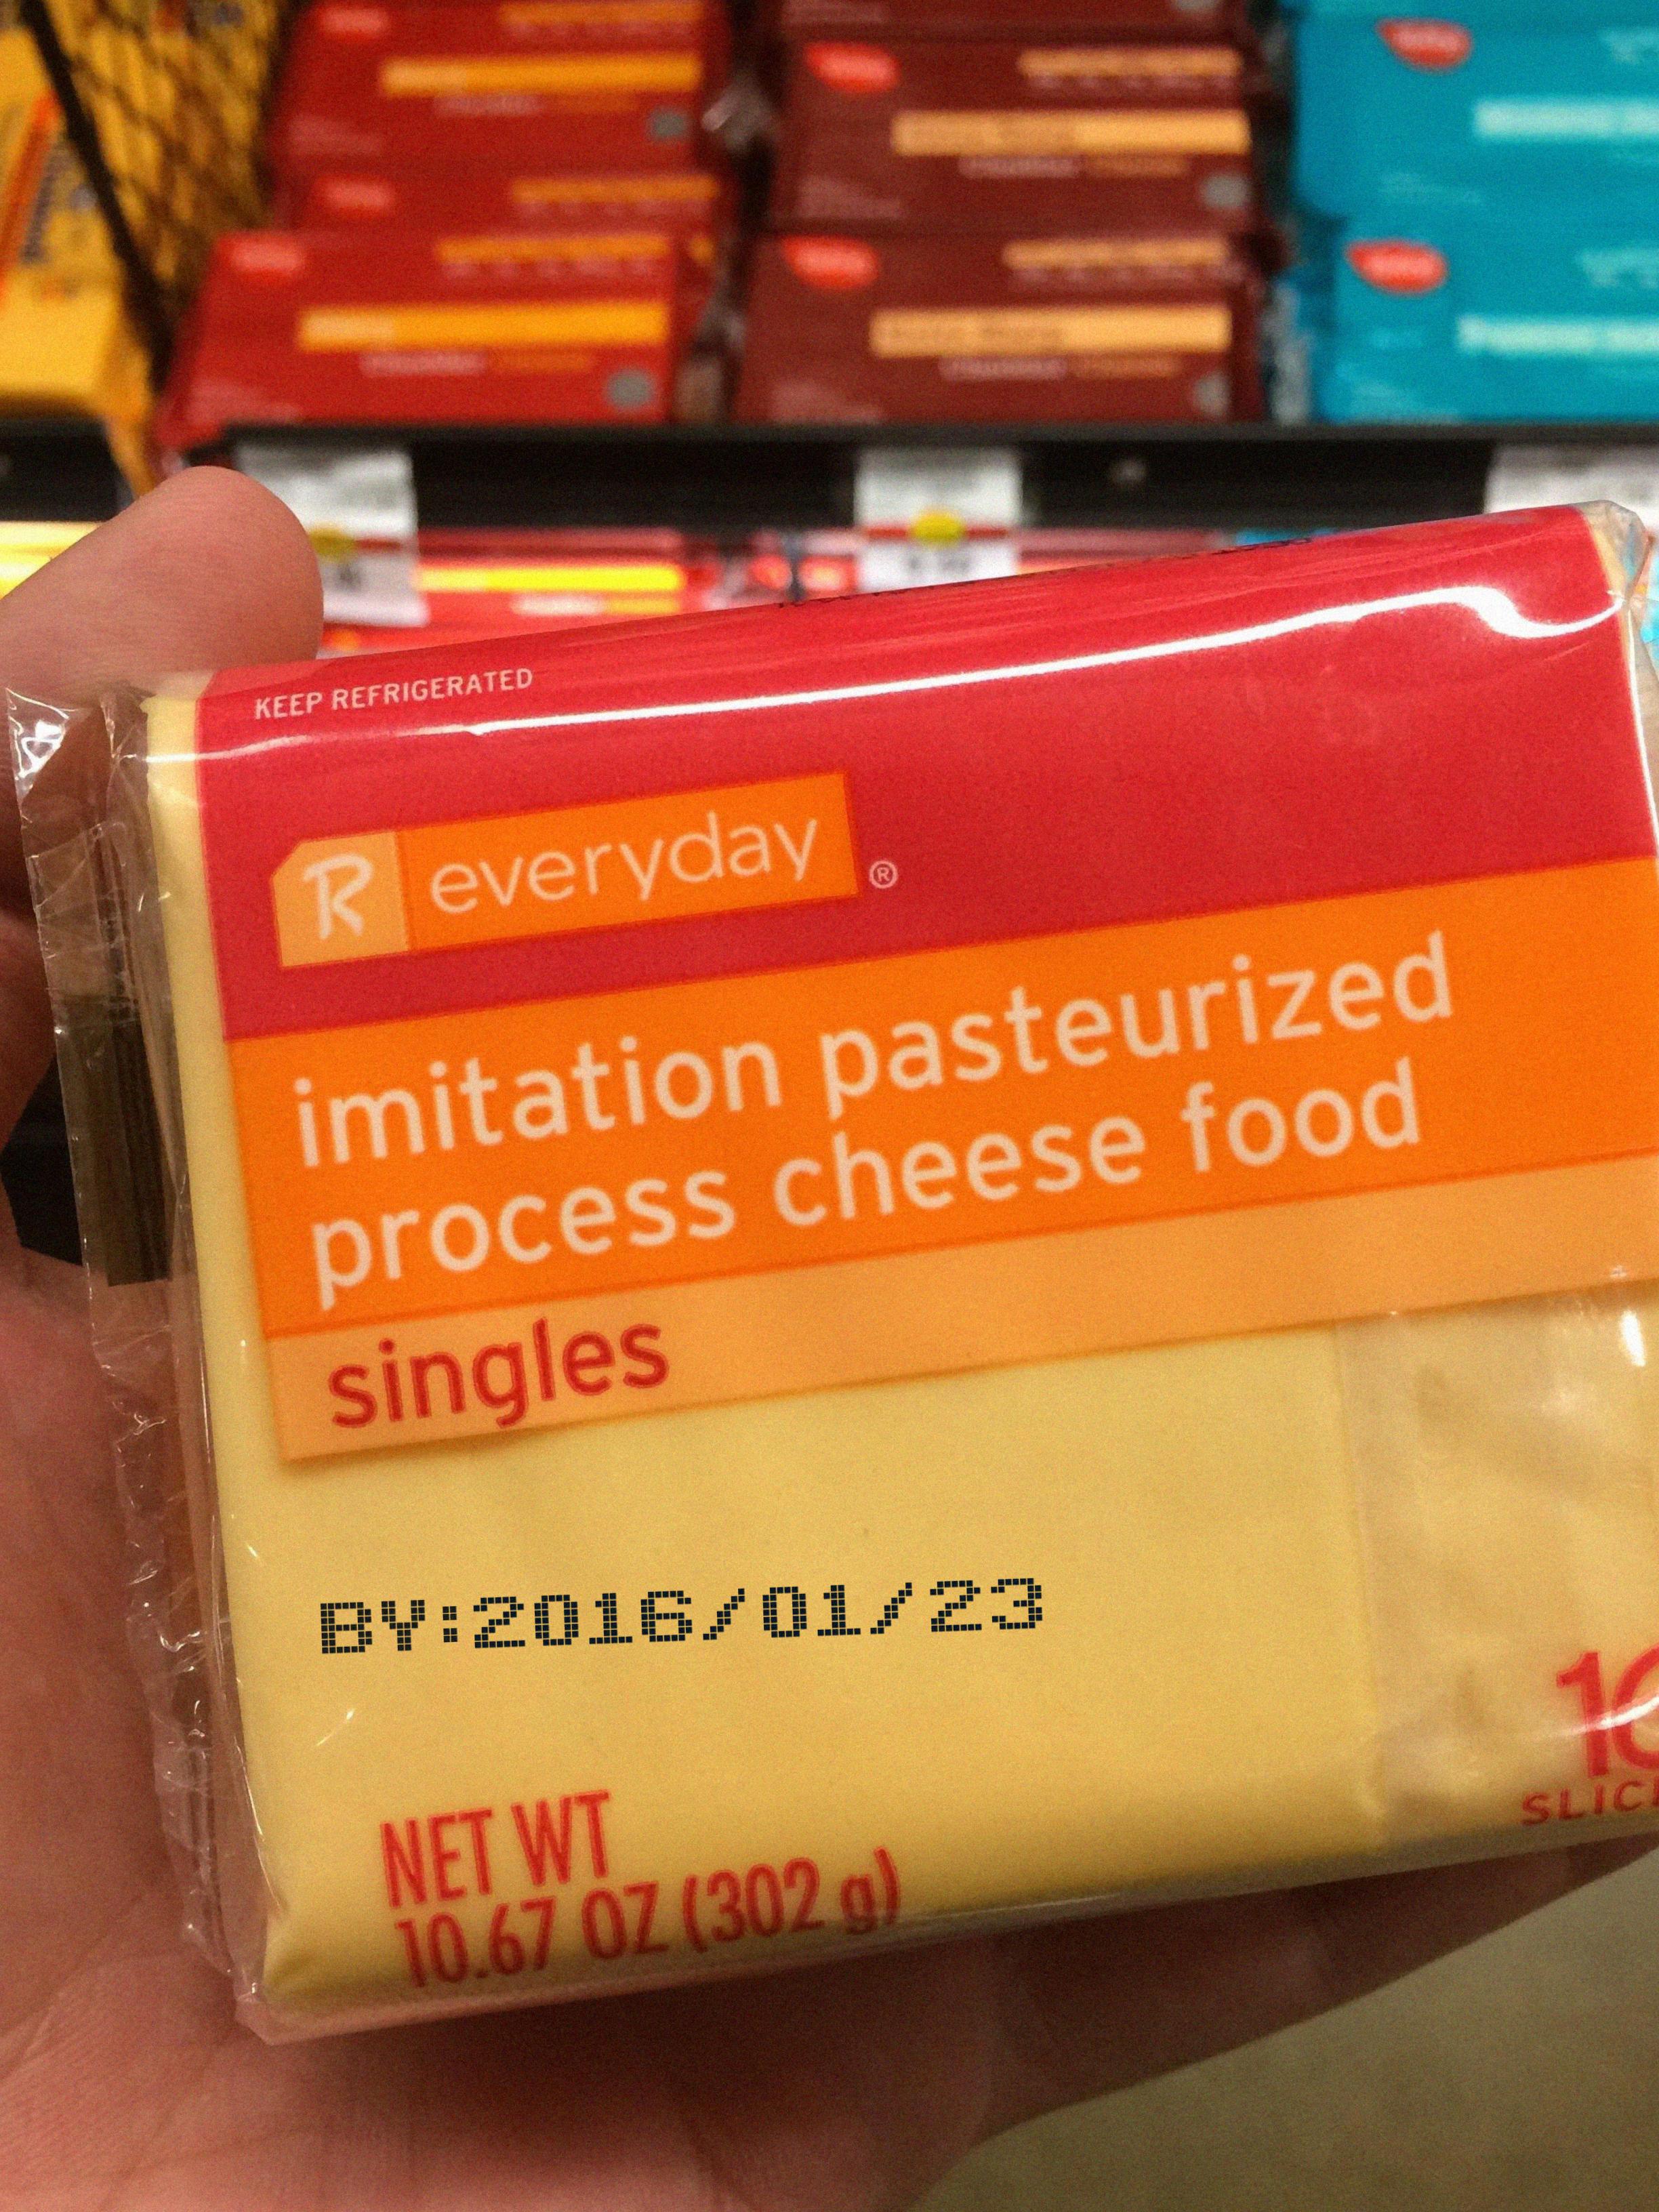 KEEP REFRIGERATED
R everyday ®
imitation pasteurized
process cheese food
singles
BY:2016/01/23
NET WT
10.67 OZ (302 g)